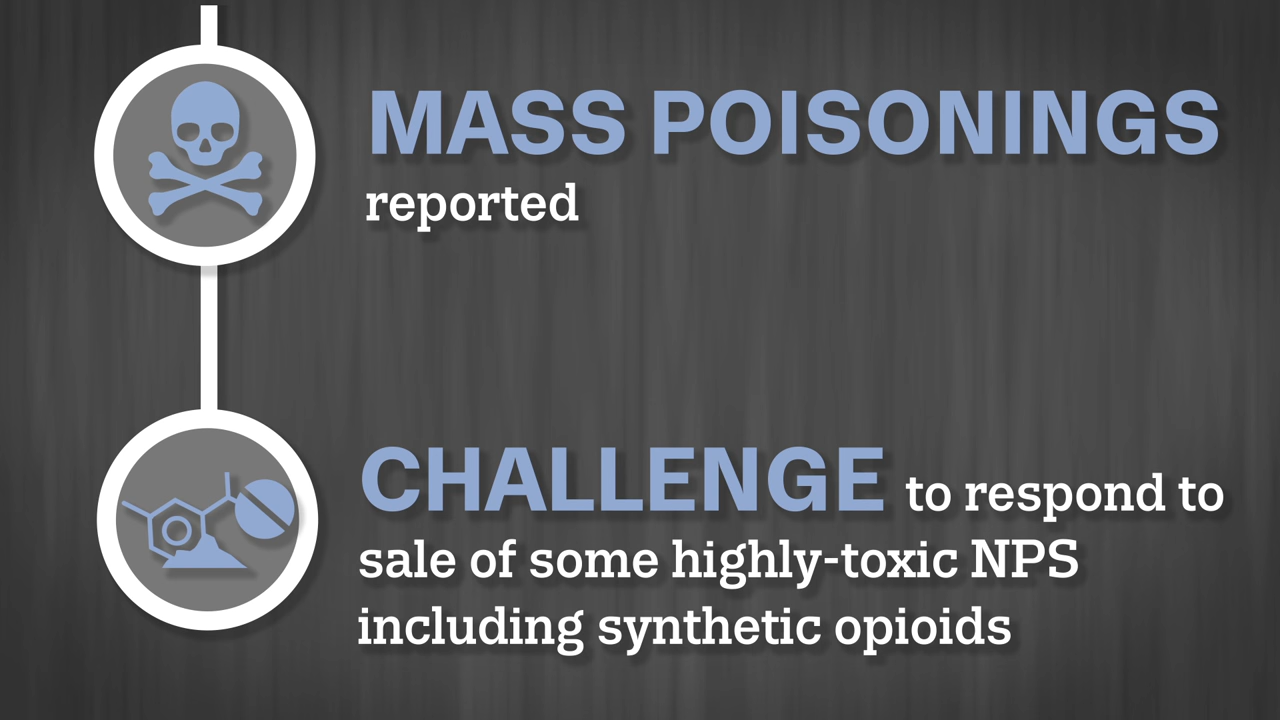 MASS POISONINGS
reported
CHALLENGE to respond to
sale of some highly-toxic NPS
including synthetic opioids